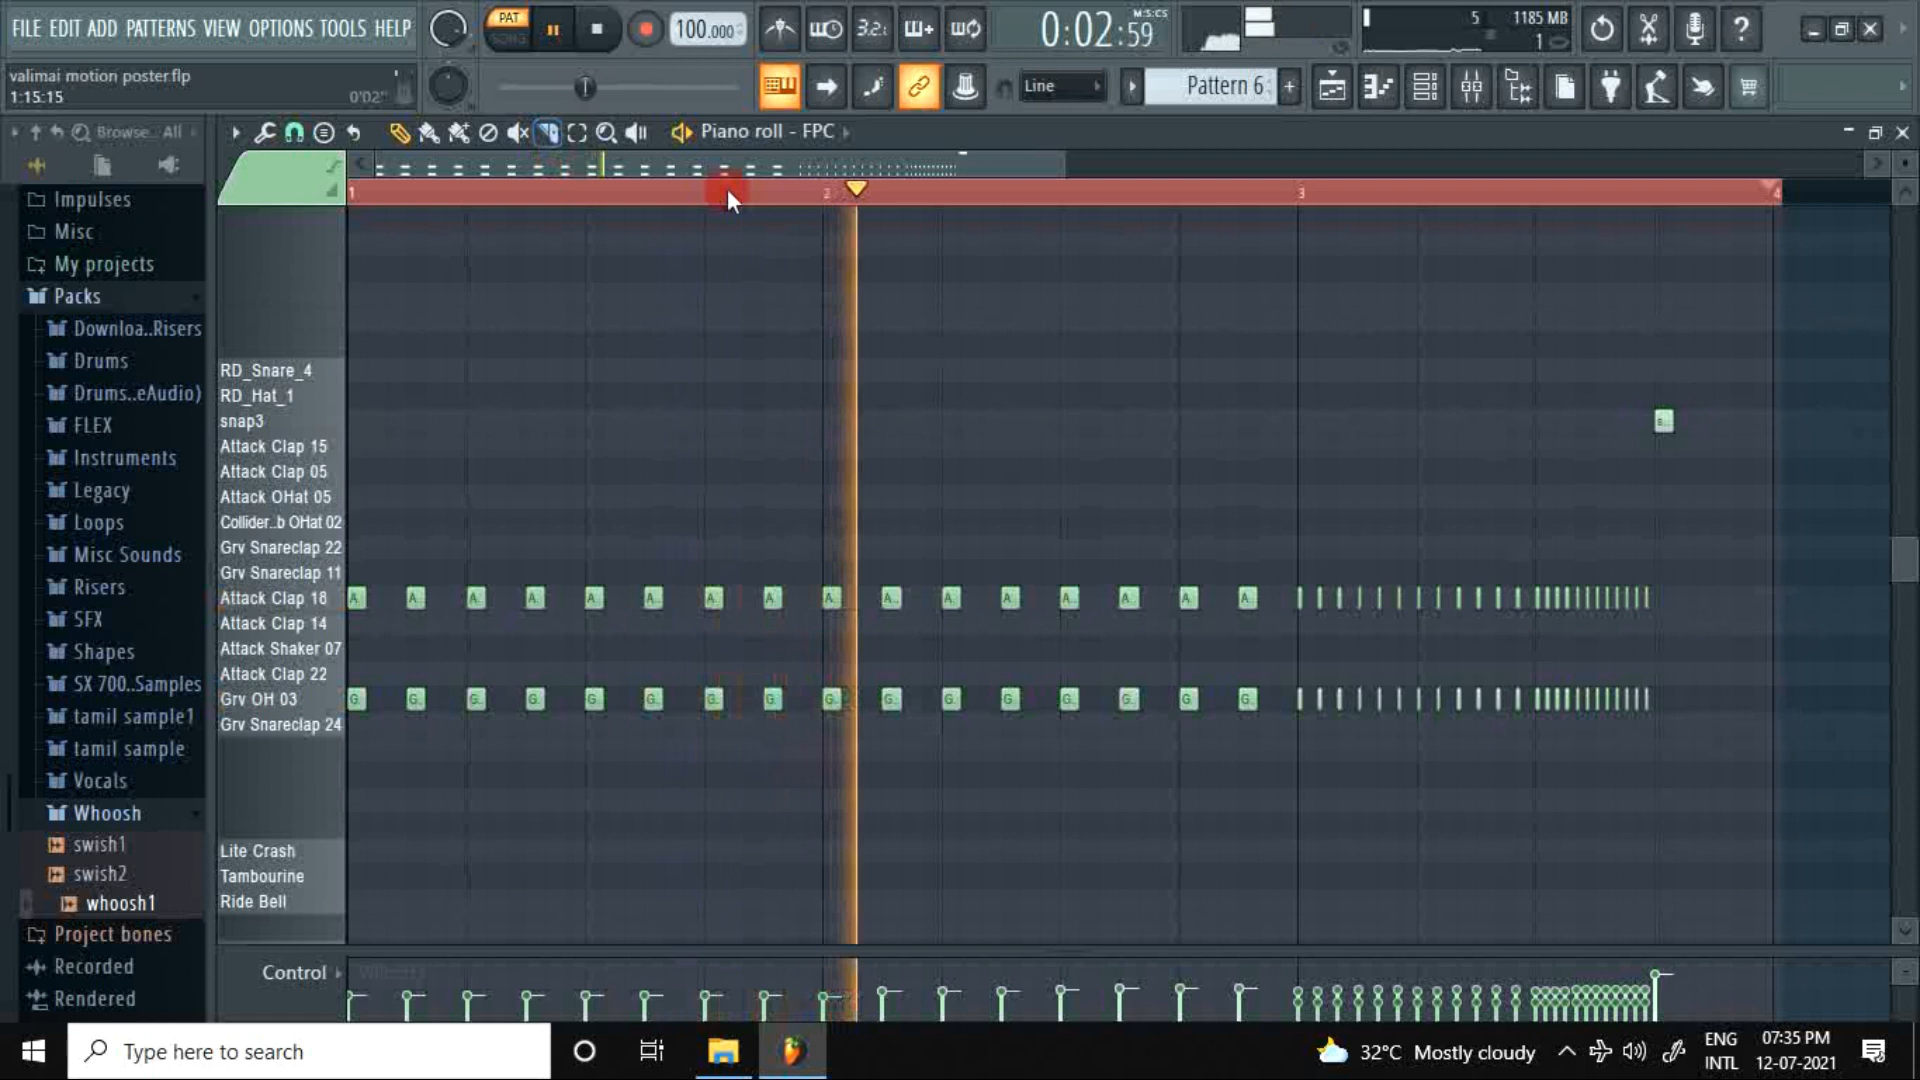 FILE EDIT ADD PATTERNS VIEW OPTIONS TOOLS HELP
PAT
SONG
100.000
3.2:
0:02:59
M:S:CS
5
1185 MB
1
valimai motion poster.flp
1:15:15
0'02"
Line
Pattern 6
Browse
All
Piano roll - FPC
1
2
3
4
Impulses
Misc
My projects
Packs
Downloa..Risers
Drums
Drums..eAudio)
FLEX
Instruments
Legacy
Loops
Misc Sounds
Risers
SFX
Shapes
SX 700..Samples
tamil sample1
tamil sample
Vocals
Whoosh
swish1
swish2
whoosh1
Project bones
Recorded
Rendered
RD_Snare_4
RD_Hat_1
snap3
Attack Clap 15
Attack Clap 05
Attack OHat 05
Collider..b OHat 02
Grv Snareclap 22
Grv Snareclap 11
Attack Clap 18
Attack Clap 14
Attack Shaker 07
Attack Clap 22
Grv OH 03
Grv Snareclap 24
Lite Crash
Tambourine
Ride Bell
s..
A.. A.. A.. A.. A.. A.. A.. A.. A.. A.. A.. A.. A.. A.. A.. A..
G.. G.. G.. G.. G.. G.. G.. G.. G.. G.. G.. G.. G.. G.. G.. G..
Control
Type here to search
32°C Mostly cloudy
ENG
INTL
07:35 PM
12-07-2021